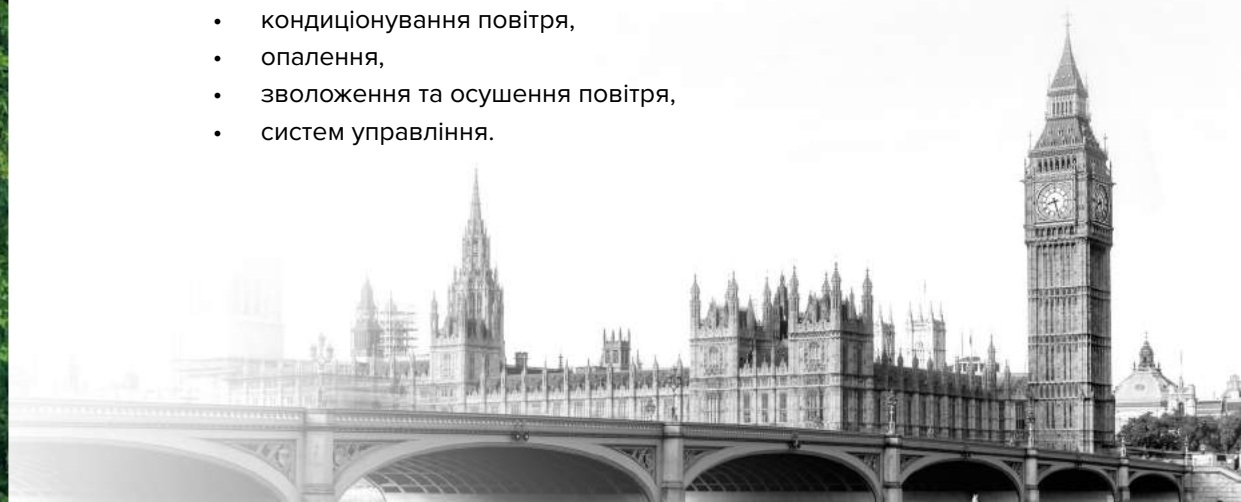 • кондиціонування повітря,
• опалення,
• зволоження та осушення повітря,
• систем управління.